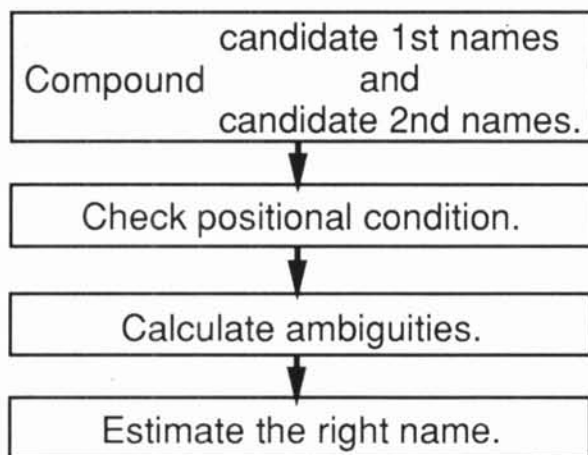 candidate 1st names
Compound and
candidate 2nd names.
Check positional condition.
Calculate ambiguities.
Estimate the right name.